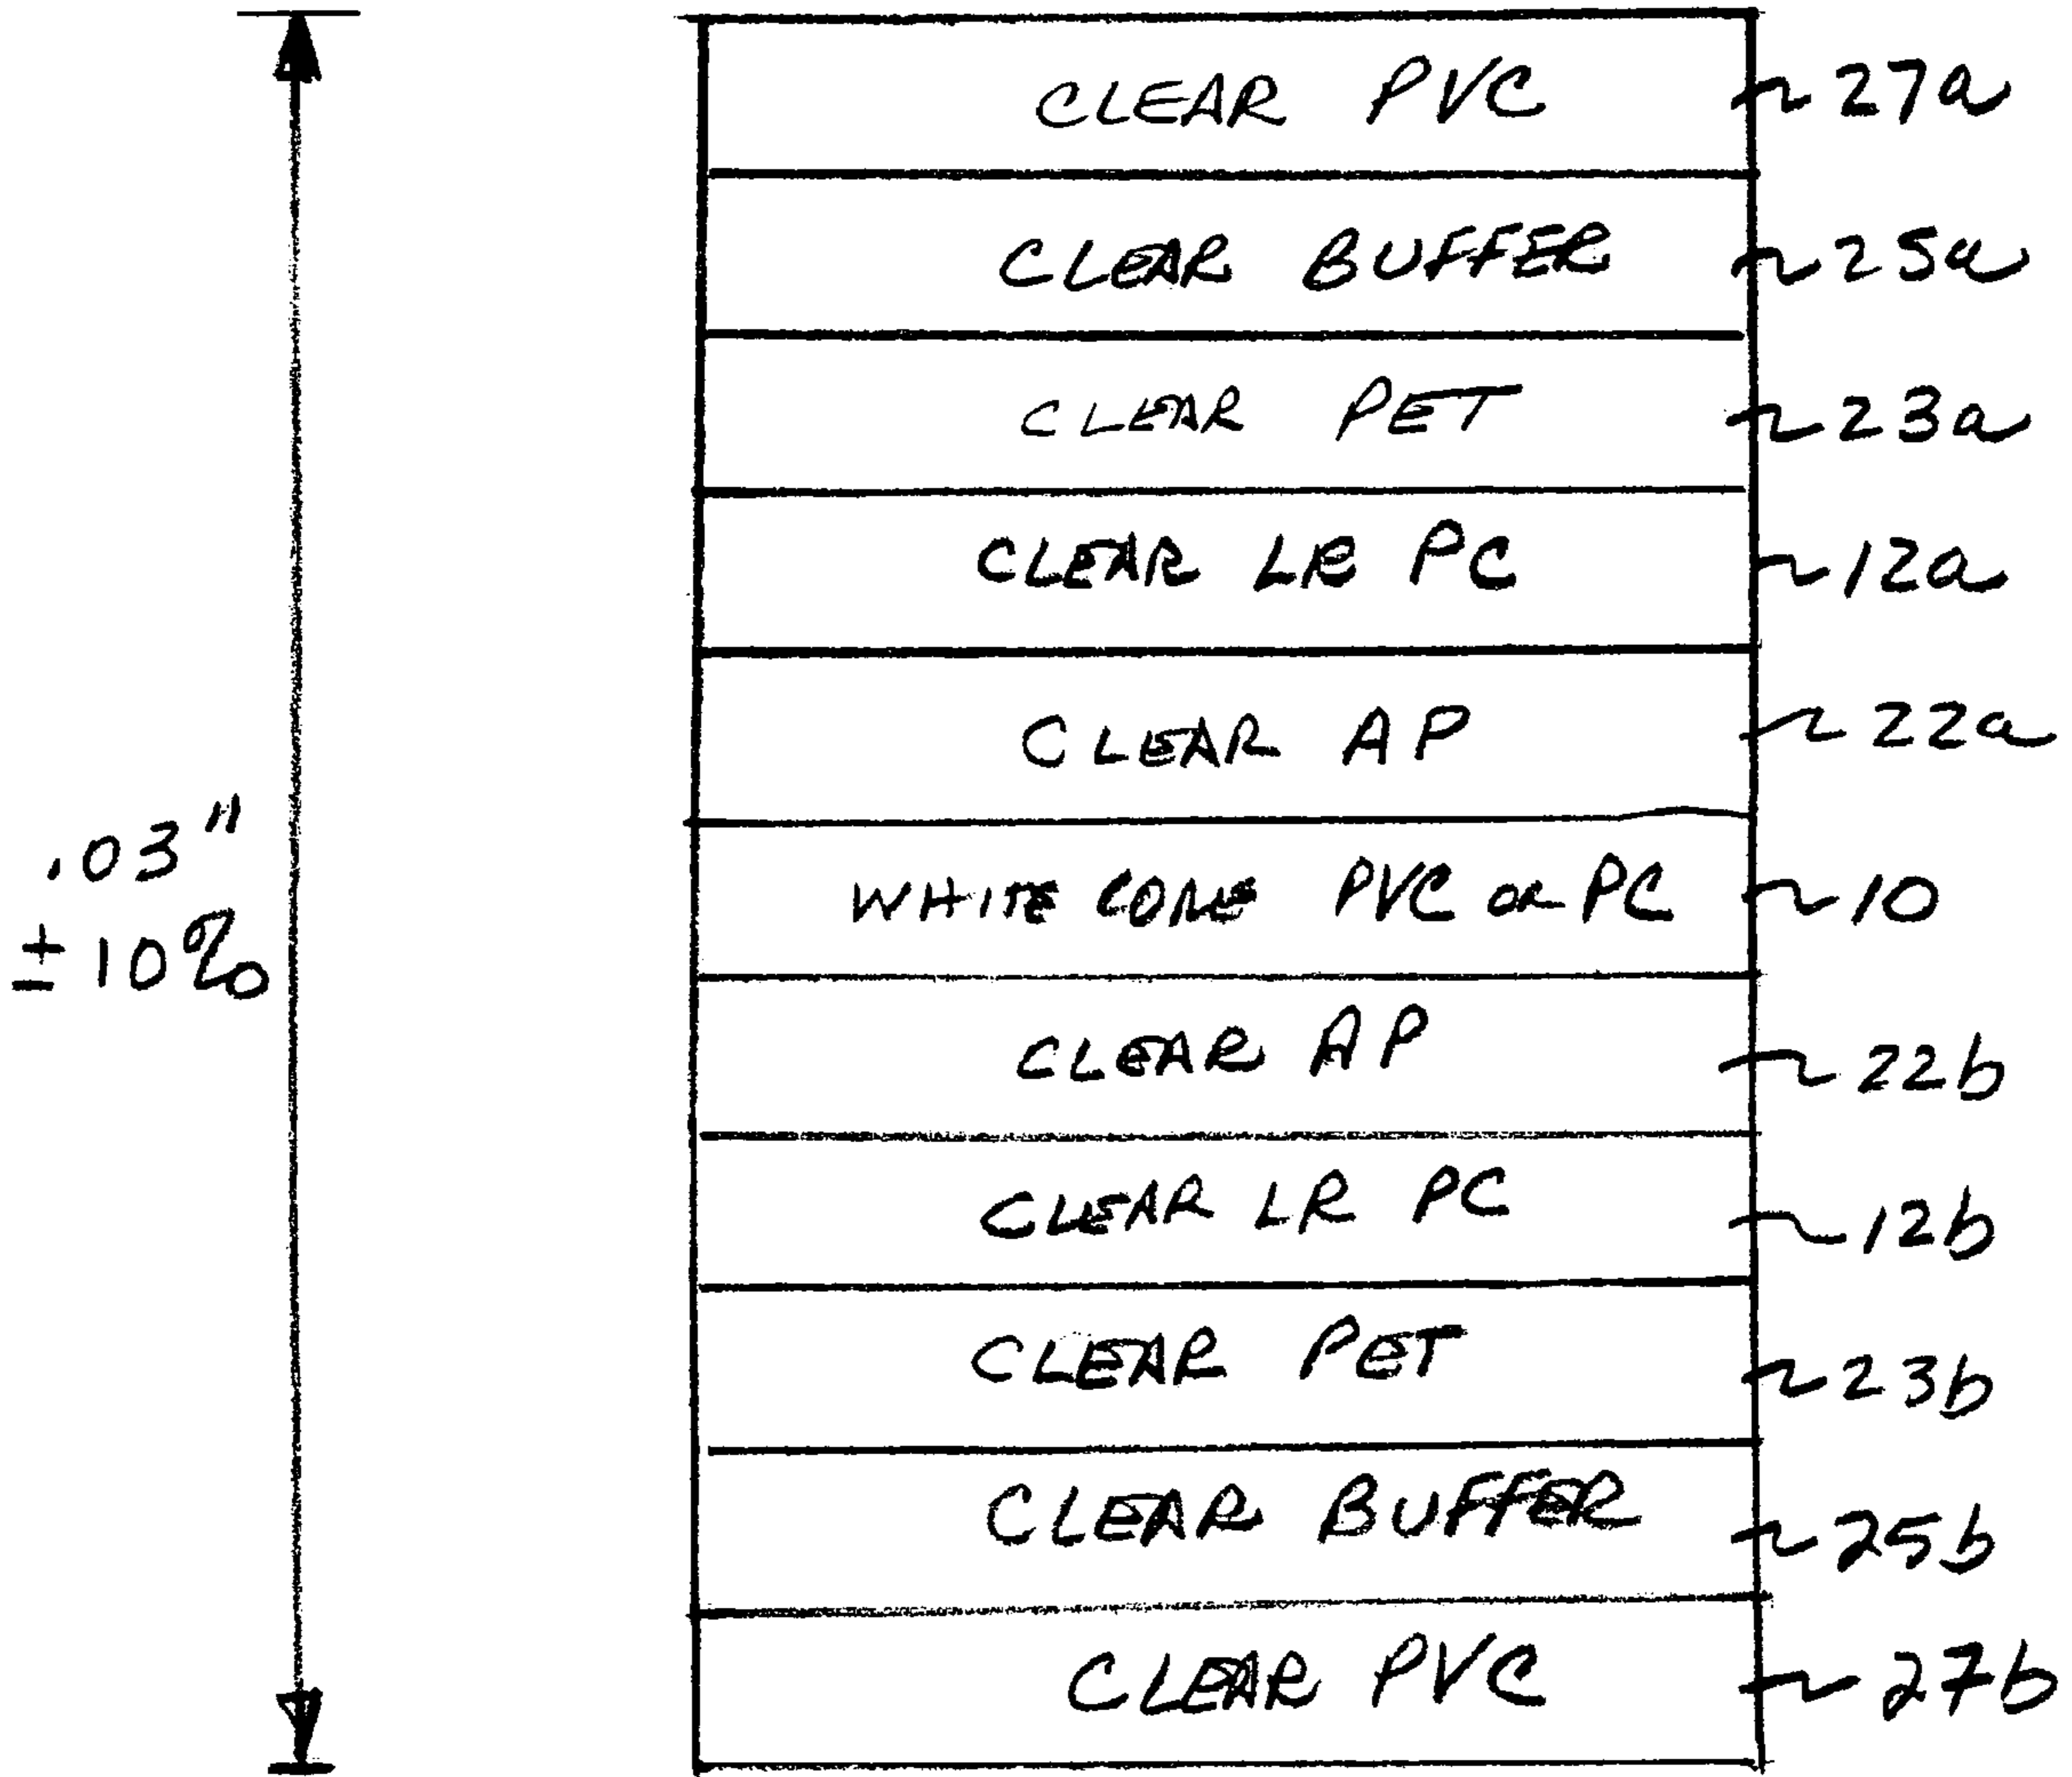 CLEAR PVC 27a
CLEAR BUFFER 25a
CLEAR PET 23a
CLEAR LR PC 12a
CLEAR AP 22a
.03"
±10%
WHITE CORE PVC OR PC 10
CLEAR AP 22b
CLEAR LR PC 12b
CLEAR PET 23b
CLEAR BUFFER 25b
CLEAR PVC 27b